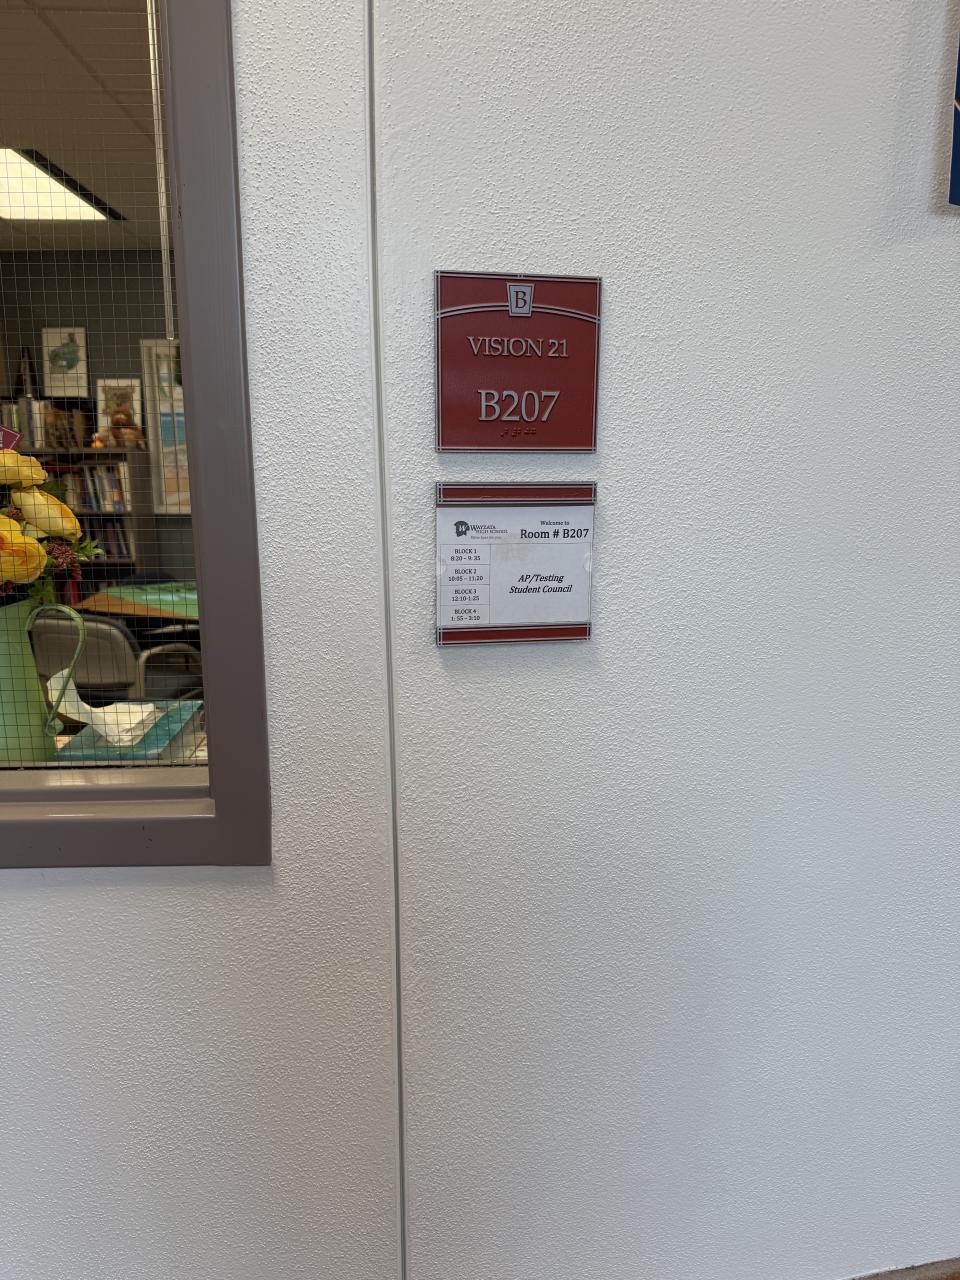 B
VISION 21
B207
WAYZATA
HIGH SCHOOL
Welcome to
Room # B207
BLOCK 1
8:20 – 9: 35
BLOCK 2
10:05 – 11:20
BLOCK 3
12:10-1:25
BLOCK 4
1: 55 – 3:10
AP/Testing
Student Council